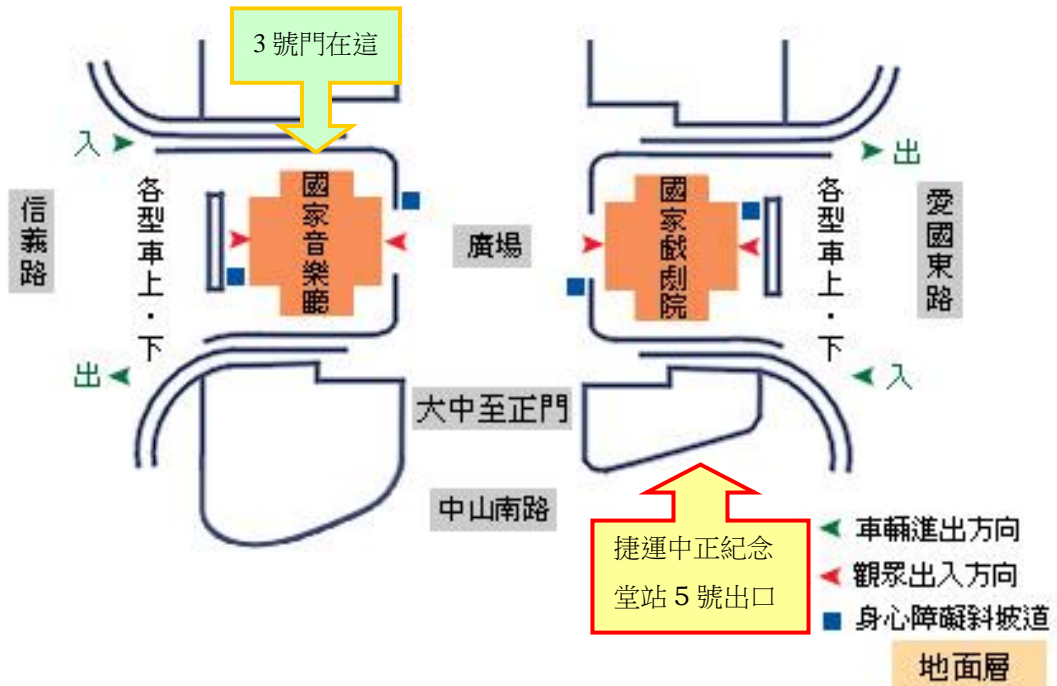 3 號門在這
入
出
信義路
各型車上．下
國家音樂廳
廣場
國家戲劇院
各型車上．下
愛國東路
出
入
大中至正門
中山南路
捷運中正紀念
堂站 5 號出口
車輛進出方向
觀眾出入方向
身心障礙斜坡道
地面層